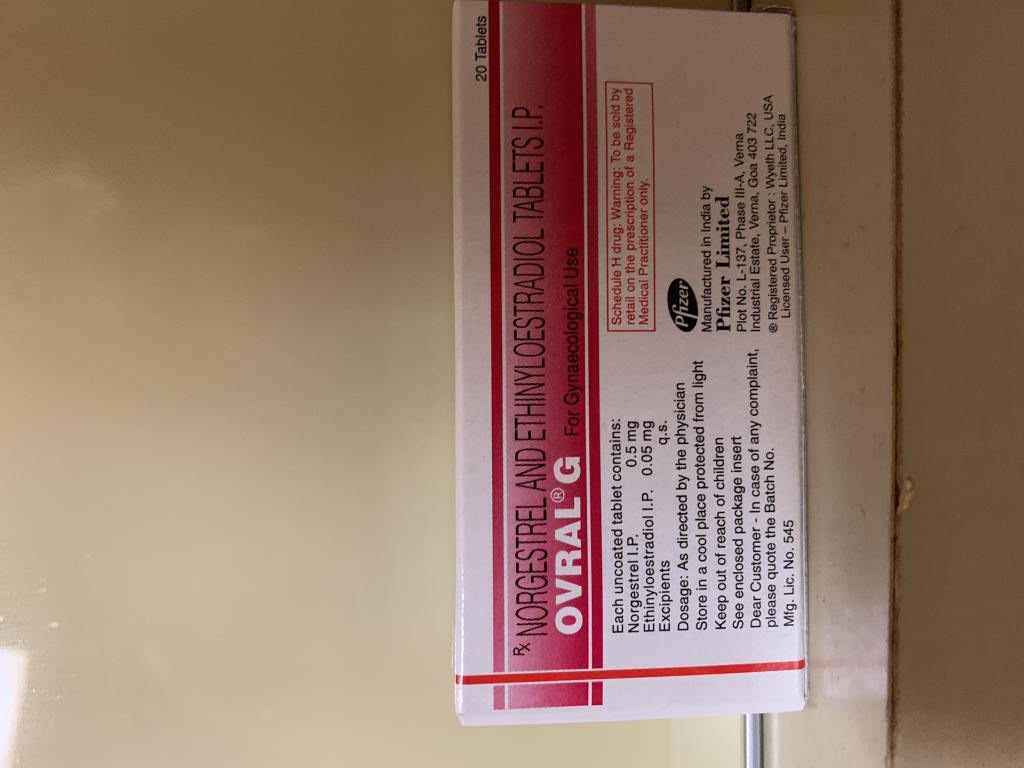 20 Tablets
Rx NORGESTREL AND ETHINYLOESTRADIOL TABLETS I.P.
OVRAL® G For Gynaecological Use
Each uncoated tablet contains:
Norgestrel I.P. 0.5 mg
Ethinyloestradiol I.P. 0.05 mg
Excipients q.s.
Dosage: As directed by the physician
Store in a cool place protected from light
Keep out of reach of children
See enclosed package insert
Dear Customer - In case of any complaint,
please quote the Batch No.
Mfg. Lic. No. 545
Schedule H drug: Warning: To be sold by
retail on the prescription of a Registered
Medical Practitioner only.
Pfizer
Manufactured in India by
Pfizer Limited
Plot No. L-137, Phase III-A, Verna
Industrial Estate, Verna, Goa 403 722
® Registered Proprietor : Wyeth LLC, USA
Licensed User – Pfizer Limited, India